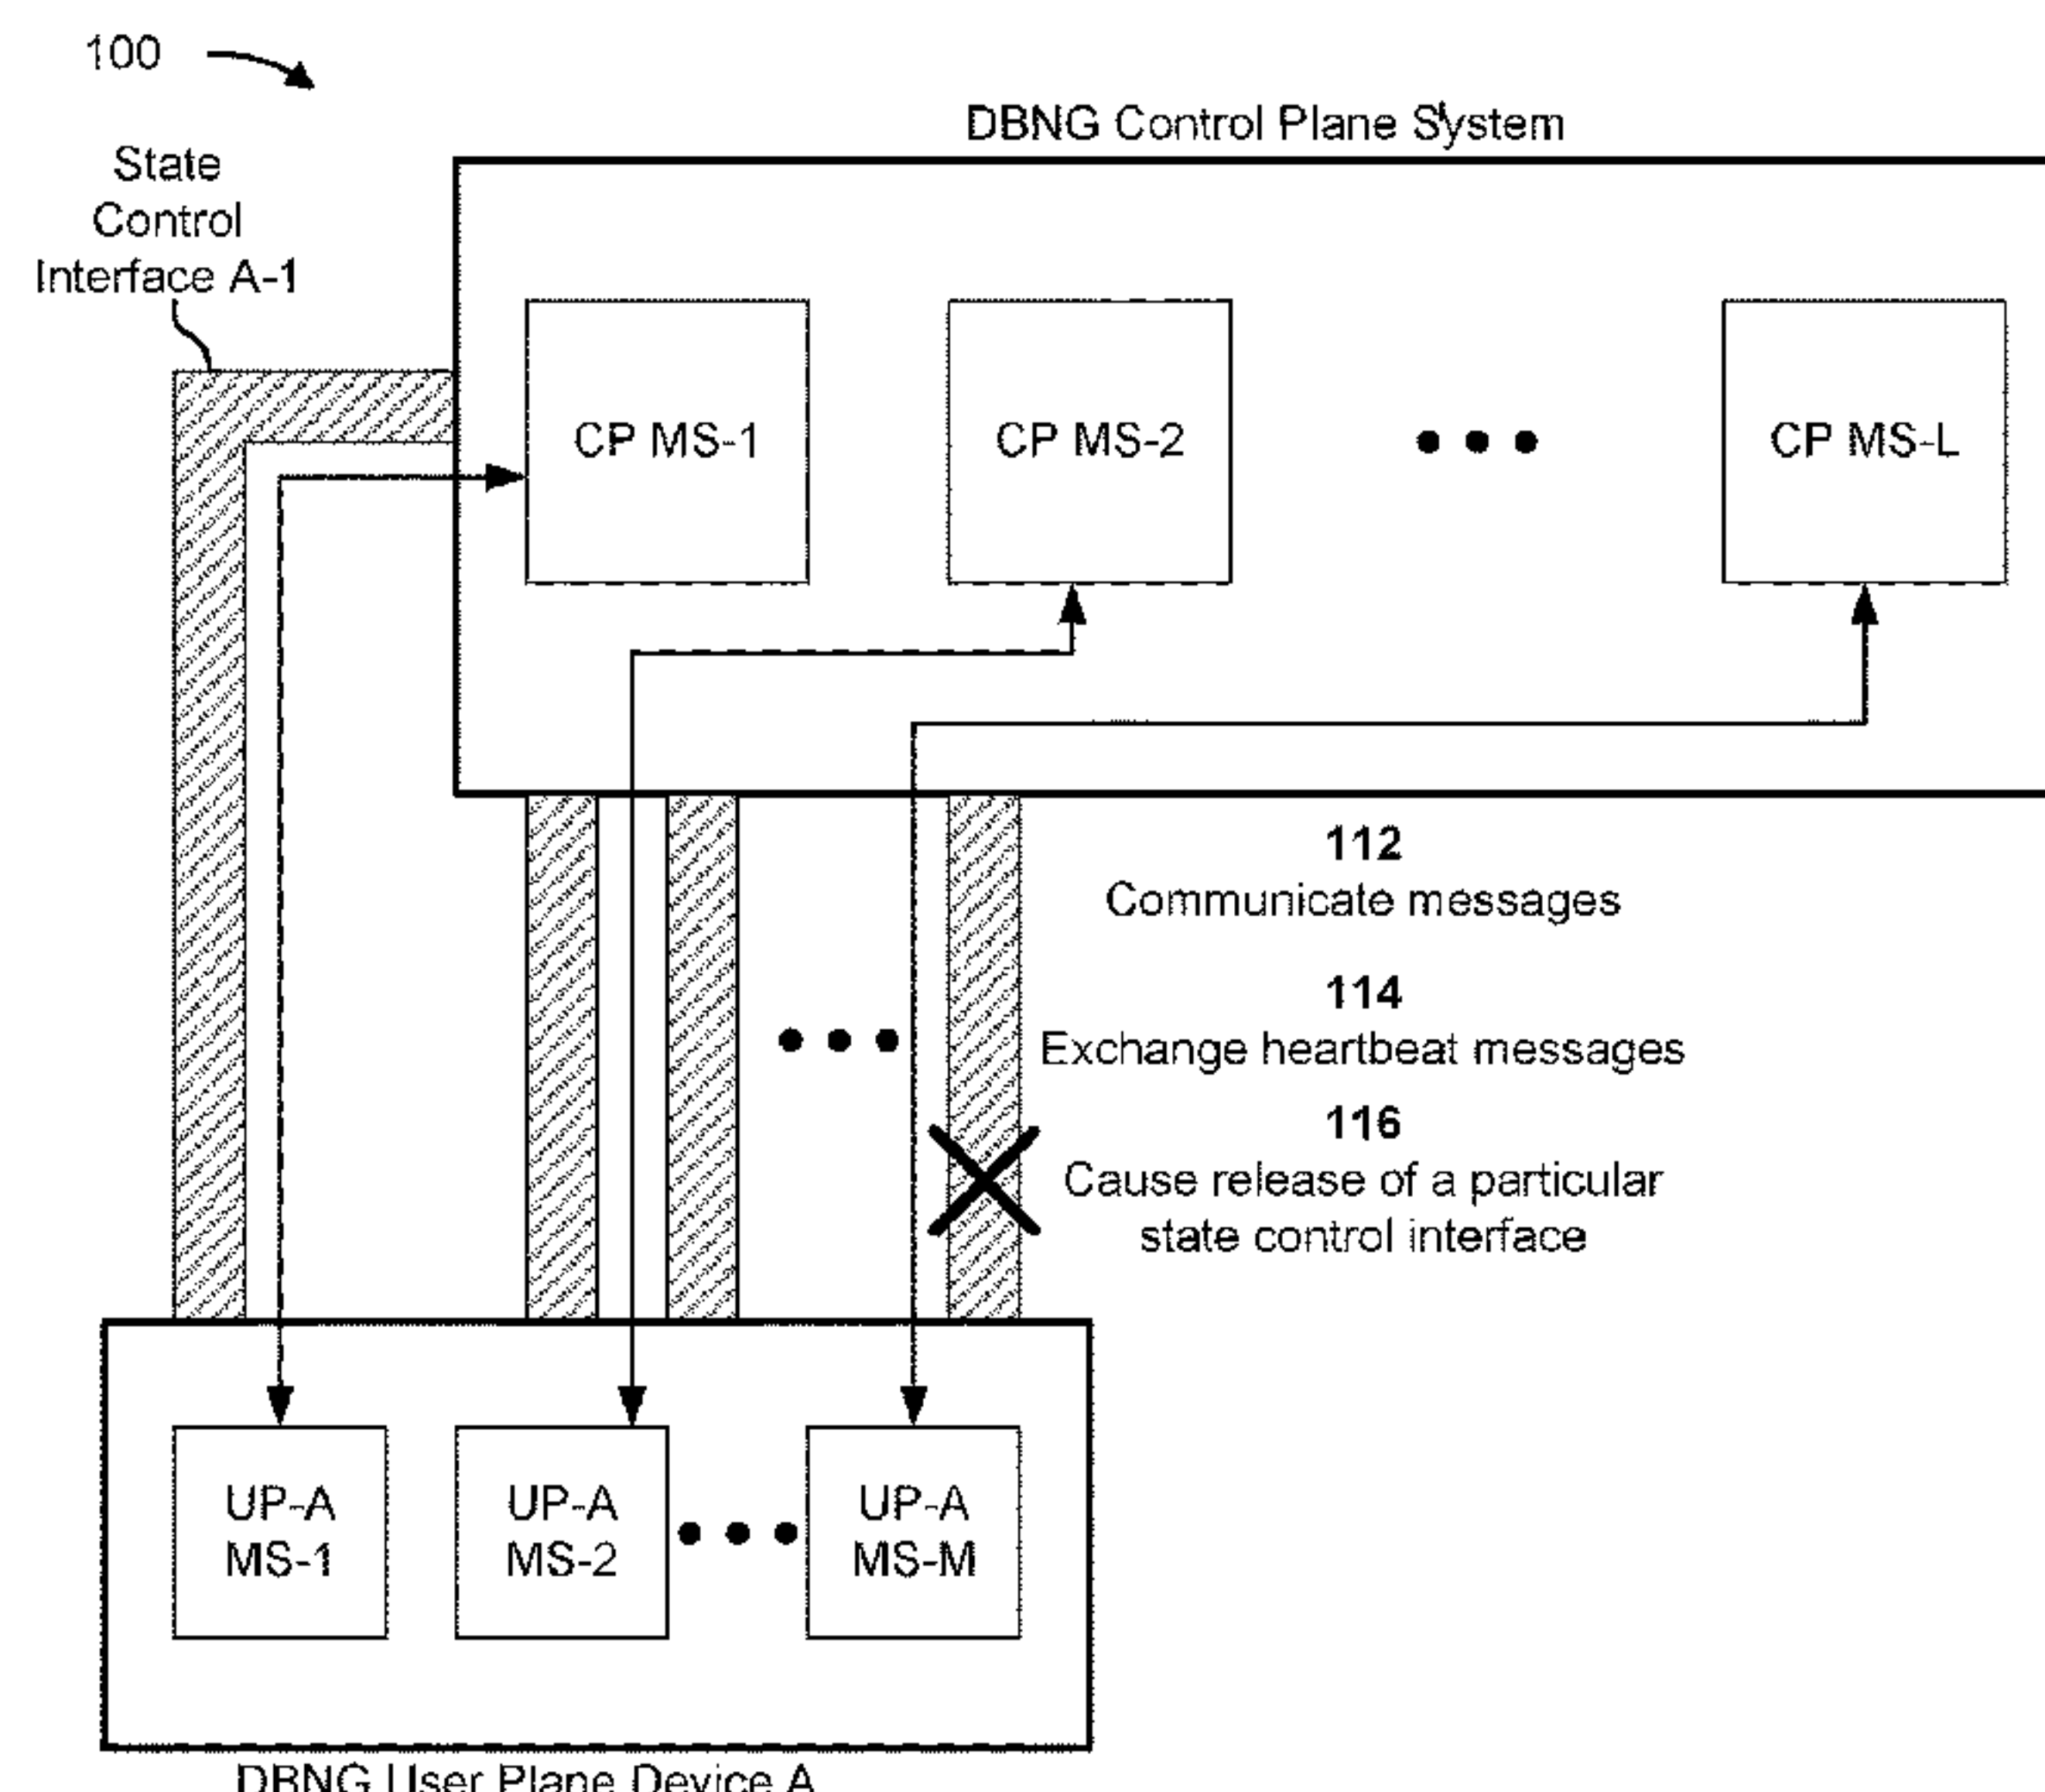 100
DBNG Control Plane System
State
Control
Interface A-1
CP MS-1
CP MS-2
CP MS-L
112
Communicate messages
114
Exchange heartbeat messages
116
Cause release of a particular
state control interface
UP-A
MS-1
UP-A
MS-2
UP-A
MS-M
DBNG User Plane Device A